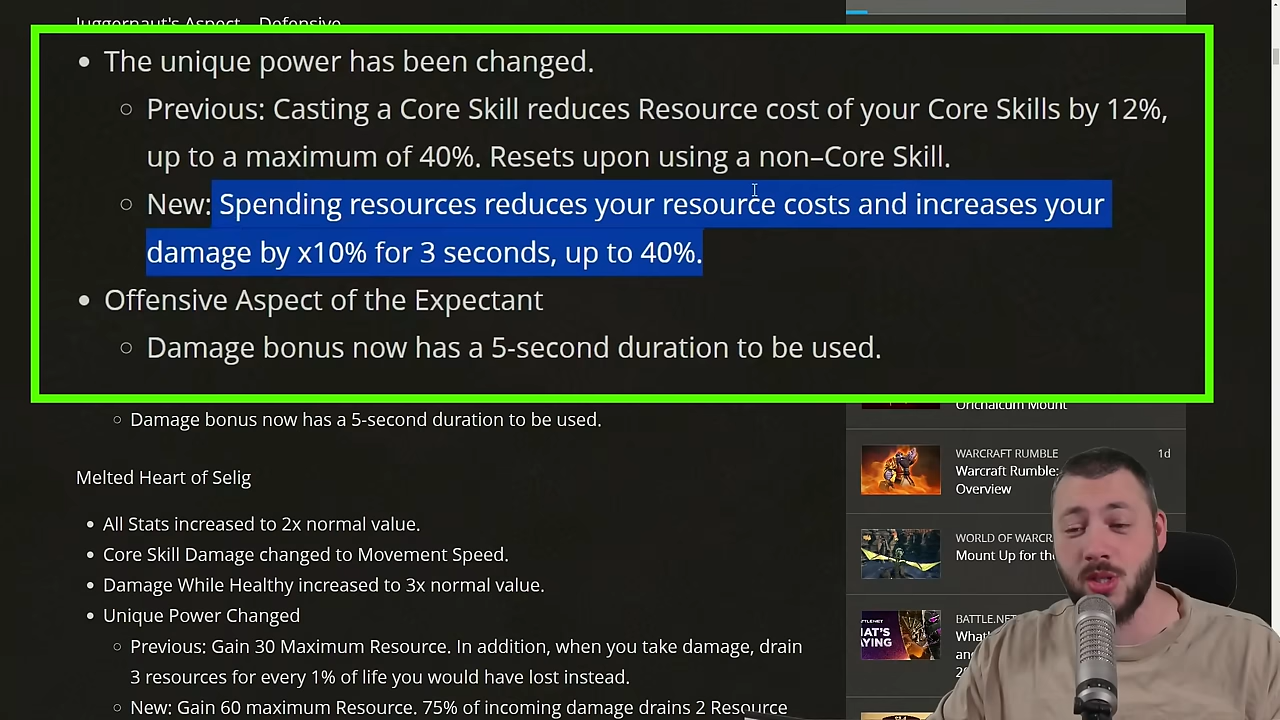 Juggernaut's Aspect – Defensive
• The unique power has been changed.
○ Previous: Casting a Core Skill reduces Resource cost of your Core Skills by 12%,
up to a maximum of 40%. Resets upon using a non–Core Skill.
○ New: Spending resources reduces your resource costs and increases your
damage by x10% for 3 seconds, up to 40%.
• Offensive Aspect of the Expectant
○ Damage bonus now has a 5-second duration to be used.
○ Damage bonus now has a 5-second duration to be used.
Melted Heart of Selig
• All Stats increased to 2x normal value.
• Core Skill Damage changed to Movement Speed.
• Damage While Healthy increased to 3x normal value.
• Unique Power Changed
○ Previous: Gain 30 Maximum Resource. In addition, when you take damage, drain
3 resources for every 1% of life you would have lost instead.
○ New: Gain 60 maximum Resource. 75% of incoming damage drains 2 Resource
Orichalcum Mount
WARCRAFT RUMBLE 1d
Warcraft Rumble:
Overview
WORLD OF WARCR
Mount Up for th
BATTLE.NET
What'
an
2